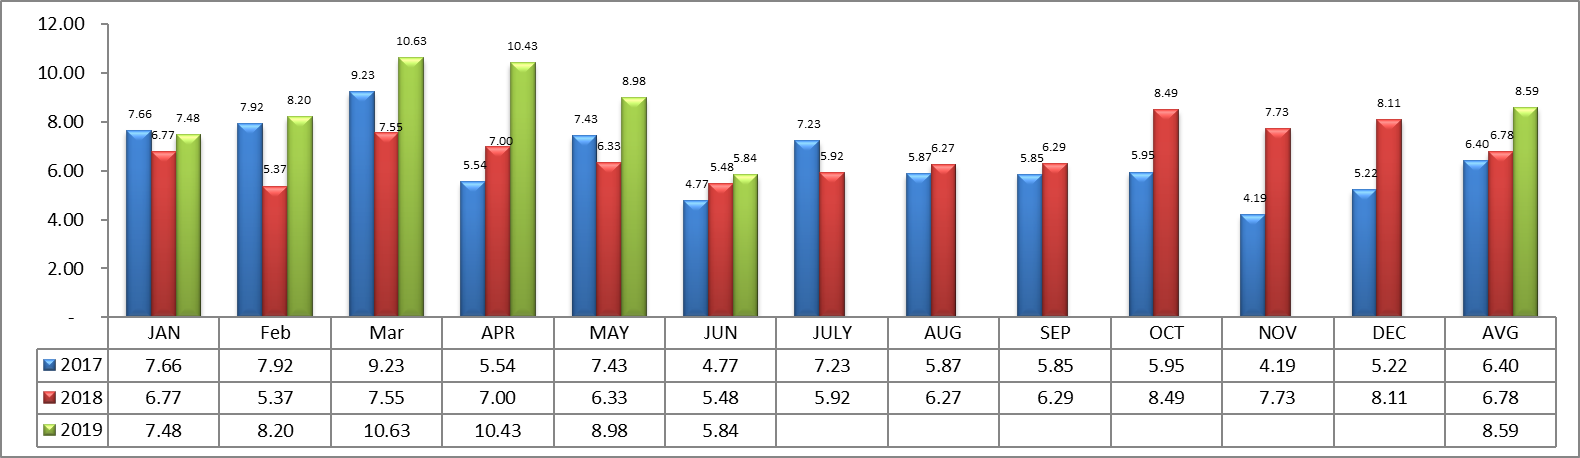 12.00
10.00
8.00
6.00
4.00
2.00
-
7.66 6.77 7.48 7.92 5.37 8.20 9.23 7.55 10.63 5.54 7.00 10.43 7.43 6.33 8.98 4.77 5.48 5.84 7.23 5.92 5.87 6.27 5.85 6.29 5.95 8.49 4.19 7.73 5.22 8.11 6.40 6.78 8.59
JAN Feb Mar APR MAY JUN JULY AUG SEP OCT NOV DEC AVG
2017 7.66 7.92 9.23 5.54 7.43 4.77 7.23 5.87 5.85 5.95 4.19 5.22 6.40
2018 6.77 5.37 7.55 7.00 6.33 5.48 5.92 6.27 6.29 8.49 7.73 8.11 6.78
2019 7.48 8.20 10.63 10.43 8.98 5.84 8.59